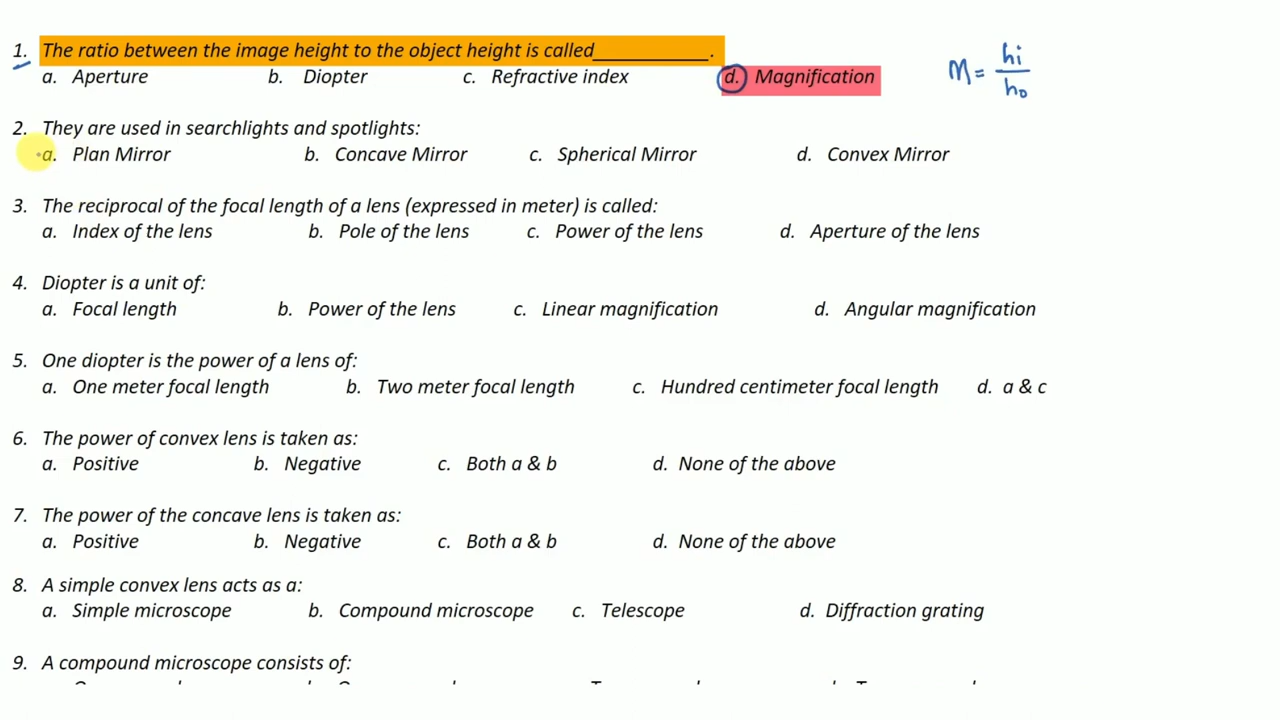 1. The ratio between the image height to the object height is called___________.
a. Aperture b. Diopter c. Refractive index d. Magnification
M = hi/ho
2. They are used in searchlights and spotlights:
a. Plan Mirror b. Concave Mirror c. Spherical Mirror d. Convex Mirror
3. The reciprocal of the focal length of a lens (expressed in meter) is called:
a. Index of the lens b. Pole of the lens c. Power of the lens d. Aperture of the lens
4. Diopter is a unit of:
a. Focal length b. Power of the lens c. Linear magnification d. Angular magnification
5. One diopter is the power of a lens of:
a. One meter focal length b. Two meter focal length c. Hundred centimeter focal length d. a & c
6. The power of convex lens is taken as:
a. Positive b. Negative c. Both a & b d. None of the above
7. The power of the concave lens is taken as:
a. Positive b. Negative c. Both a & b d. None of the above
8. A simple convex lens acts as a:
a. Simple microscope b. Compound microscope c. Telescope d. Diffraction grating
9. A compound microscope consists of: